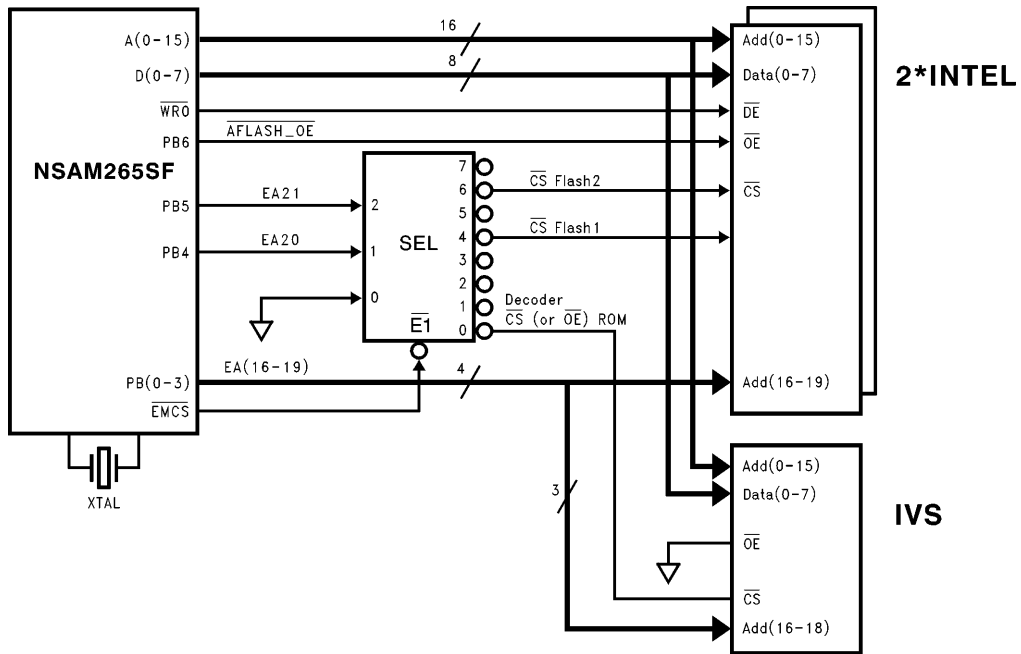 NSAM265SF
A(0-15)
D(0-7)
WR0
PB6
PB5
PB4
PB(0-3)
EMCS
XTAL
16
8
AFLASH_OE
EA21
EA20
EA(16-19)
4
3
SEL
2
1
0
E1
7
6
5
4
3
2
1
0
CS Flash2
CS Flash1
Decoder
CS (or OE) ROM
2*INTEL
Add(0-15)
Data(0-7)
DE
OE
CS
Add(16-19)
IVS
Add(0-15)
Data(0-7)
OE
CS
Add(16-18)